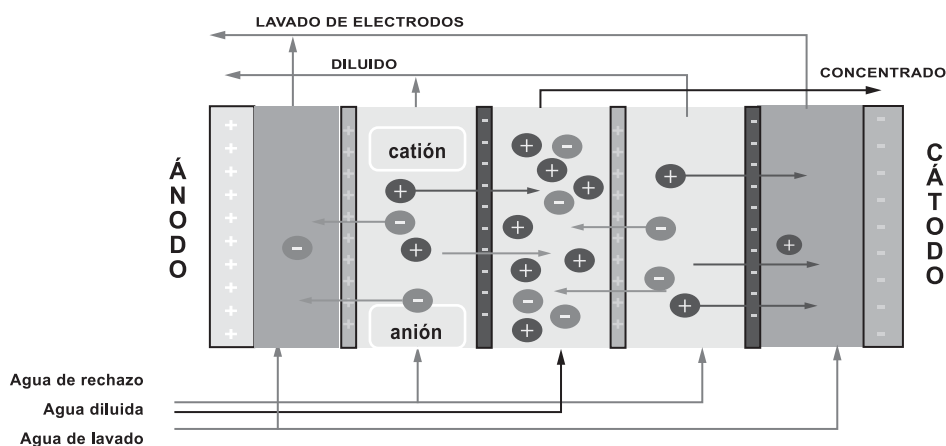 LAVADO DE ELECTRODOS
DILUIDO
CONCENTRADO
ÁNODO
catión
anión
CÁTODO
Agua de rechazo
Agua diluida
Agua de lavado